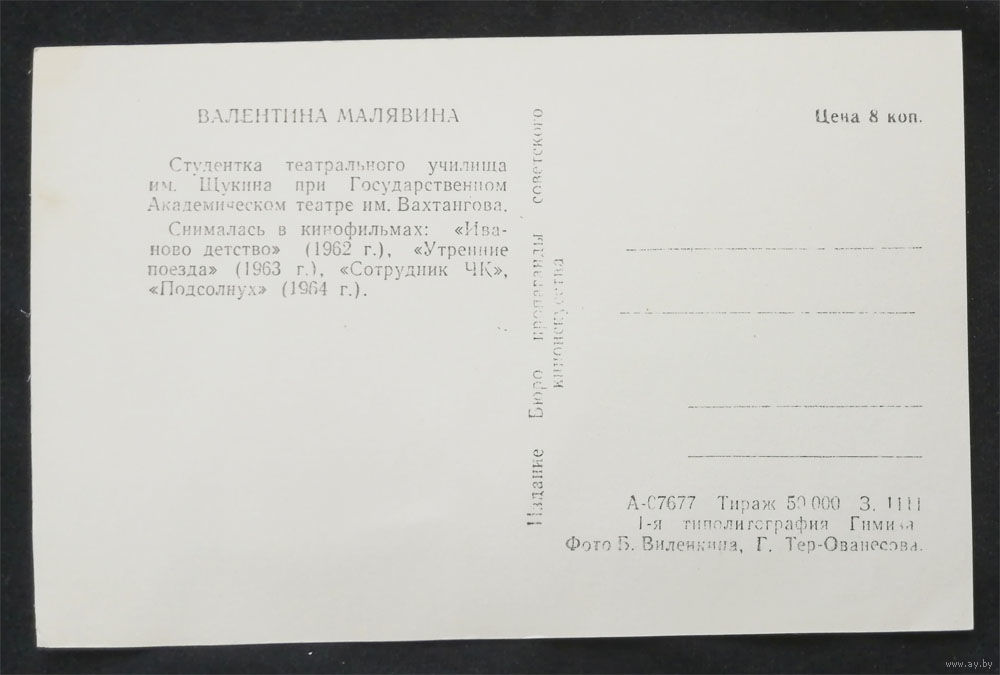 ВАЛЕНТИНА МАЛЯВИНА
Студентка театрального училища
им. Щукина при Государственном
Академическом театре им. Вахтангова.
Снималась в кинофильмах: «Ива-
ново детство» (1962 г.), «Утренние
поезда» (1963 г.), «Сотрудник ЧК»,
«Подсолнух» (1964 г.).
Издание Бюро пропаганды советского
киноискусства
Цена 8 коп.
А-07677 Тираж 50 000 З. 1111
1-я типолитография Гимиза
Фото Б. Виленкина, Г. Тер-Ованесова.
www.ay.by